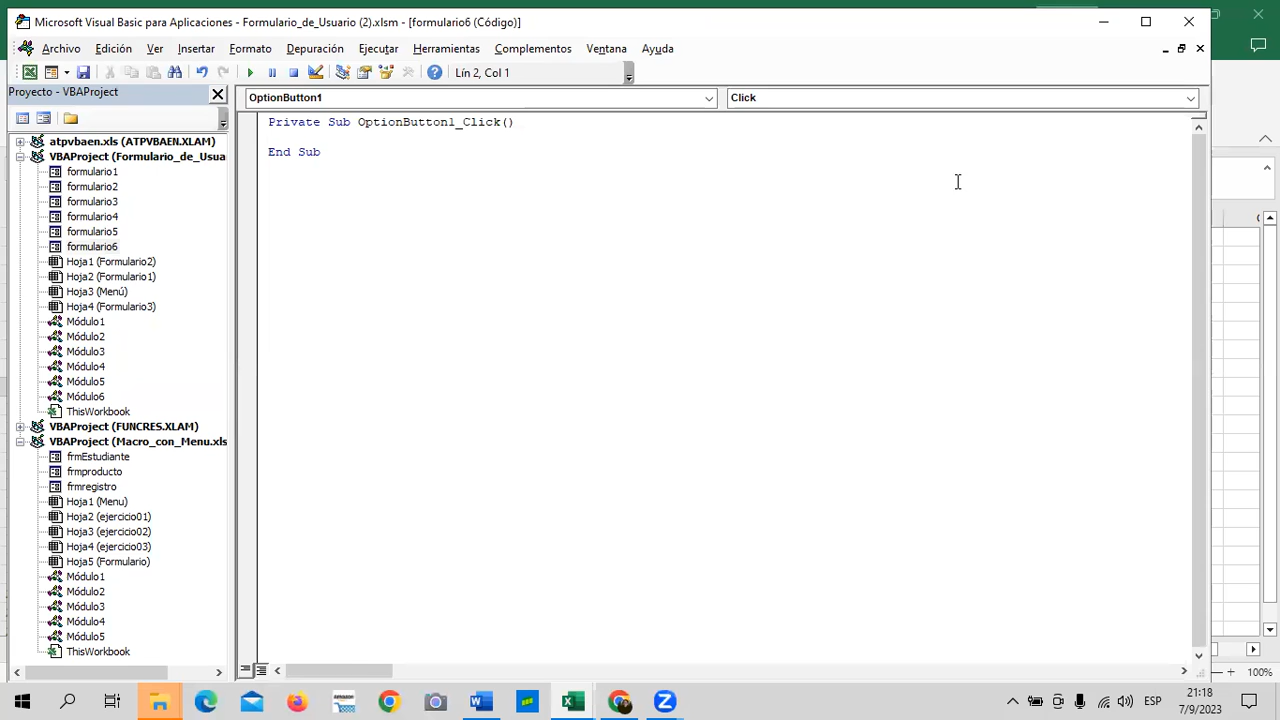 Microsoft Visual Basic para Aplicaciones - Formulario_de_Usuario (2).xlsm - [formulario6 (Código)]
Archivo Edición Ver Insertar Formato Depuración Ejecutar Herramientas Complementos Ventana Ayuda
Lín 2, Col 1
Proyecto - VBAProject
OptionButton1 Click
Private Sub OptionButton1_Click()
End Sub
atpvbaen.xls (ATPVBAEN.XLAM)
VBAProject (Formulario_de_Usua
formulario1
formulario2
formulario3
formulario4
formulario5
formulario6
Hoja1 (Formulario2)
Hoja2 (Formulario1)
Hoja3 (Menú)
Hoja4 (Formulario3)
Módulo1
Módulo2
Módulo3
Módulo4
Módulo5
Módulo6
ThisWorkbook
VBAProject (FUNCRES.XLAM)
VBAProject (Macro_con_Menu.xls
frmEstudiante
frmproducto
frmregistro
Hoja1 (Menu)
Hoja2 (ejercicio01)
Hoja3 (ejercicio02)
Hoja4 (ejercicio03)
Hoja5 (Formulario)
Módulo1
Módulo2
Módulo3
Módulo4
Módulo5
ThisWorkbook
100%
ESP
21:18
7/9/2023